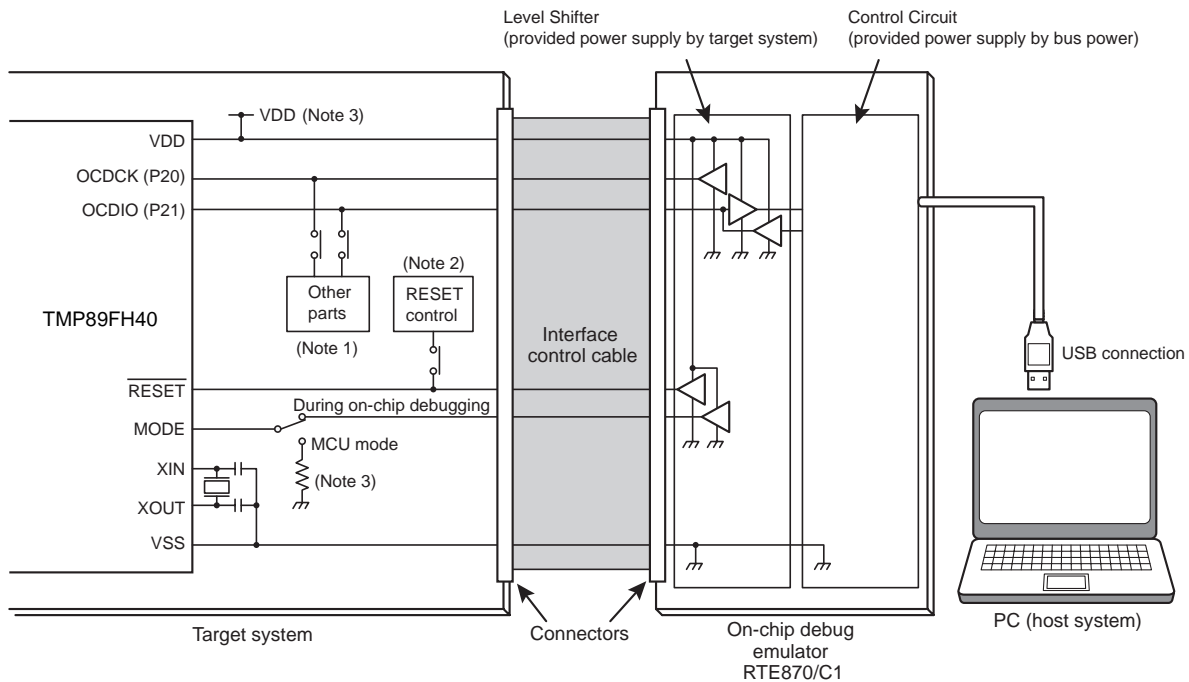 Level Shifter
(provided power supply by target system)
Control Circuit
(provided power supply by bus power)
VDD (Note 3)
VDD
OCDCK (P20)
OCDIO (P21)
(Note 2)
Other
parts
RESET
control
TMP89FH40
(Note 1)
Interface
control cable
USB connection
RESET
During on-chip debugging
MODE
MCU mode
XIN
(Note 3)
XOUT
VSS
Target system
Connectors
On-chip debug
emulator
RTE870/C1
PC (host system)